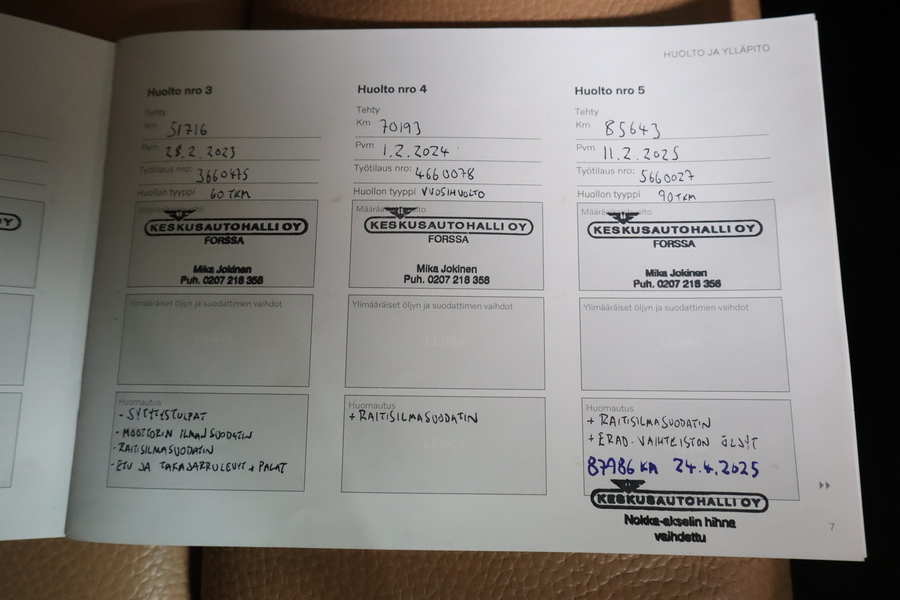 HUOLTO JA YLLÄPITO
Huolto nro 3
Tehty
Km 51716
Pvm 28.2.2023
Työtilaus nro: 3660475
Huollon tyyppi 60 TKM
KESKUSAUTOHALLI OY
FORSSA
Mika Jokinen
Puh. 0207 218 358
Ylimääräiset öljyn ja suodattimen vaihdot
LEIMA
Huomautus
- SYTYTYSTULPAT
- MOOTTORIN ILMANSUODATIN
- RAITISILMASUODATIN
- ETU JA TAKAJARRULEVYT + PALAT
Huolto nro 4
Tehty
Km 70193
Pvm 1.2.2024
Työtilaus nro: 4660078
Huollon tyyppi VUOSIHUOLTO
KESKUSAUTOHALLI OY
FORSSA
Mika Jokinen
Puh. 0207 218 358
Ylimääräiset öljyn ja suodattimen vaihdot
LEIMA
Huomautus
+ RAITISILMASUODATIN
Huolto nro 5
Tehty
Km 85643
Pvm 11.2.2025
Työtilaus nro: 5660027
Huollon tyyppi 90 TKM
KESKUSAUTOHALLI OY
FORSSA
Mika Jokinen
Puh. 0207 218 358
Ylimääräiset öljyn ja suodattimen vaihdot
LEIMA
Huomautus
+ RAITISILMASUODATIN
+ ERAD-VAIHTEISTON ÖLJYT
87986 KM 24.4.2025
KESKUSAUTOHALLI OY
Nokka-akselin hihna
vaihdettu
7
OY